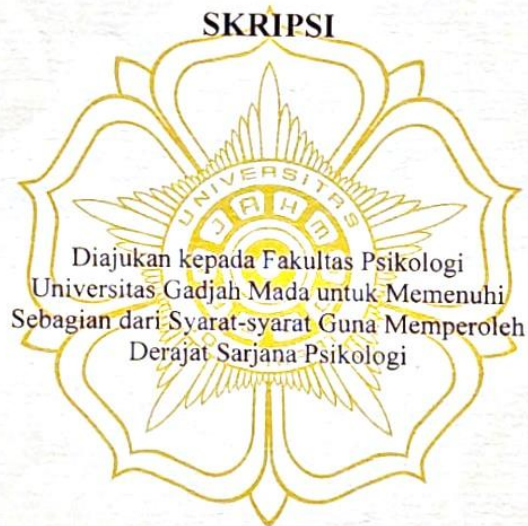 SKRIPSI
UNIVERSITAS
Diajukan kepada Fakultas Psikologi
Universitas Gadjah Mada untuk Memenuhi
Sebagian dari Syarat-syarat Guna Memperoleh
Derajat Sarjana Psikologi